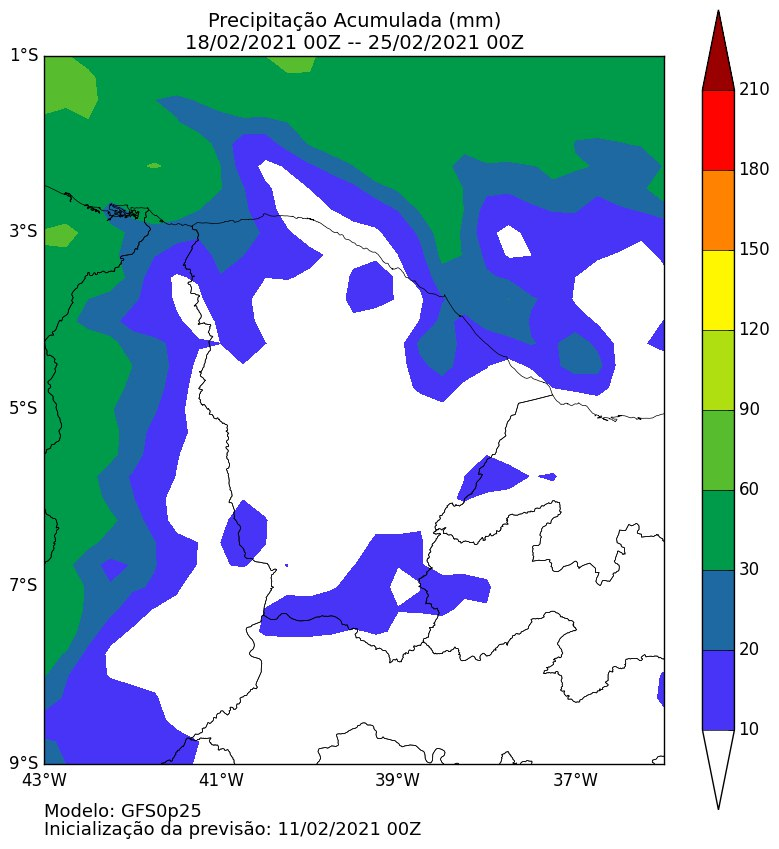 Precipitação Acumulada (mm)
18/02/2021 00Z -- 25/02/2021 00Z
1°S
3°S
5°S
7°S
9°S
43°W
41°W
39°W
37°W
210
180
150
120
90
60
30
20
10
Modelo: GFS0p25
Inicialização da previsão: 11/02/2021 00Z